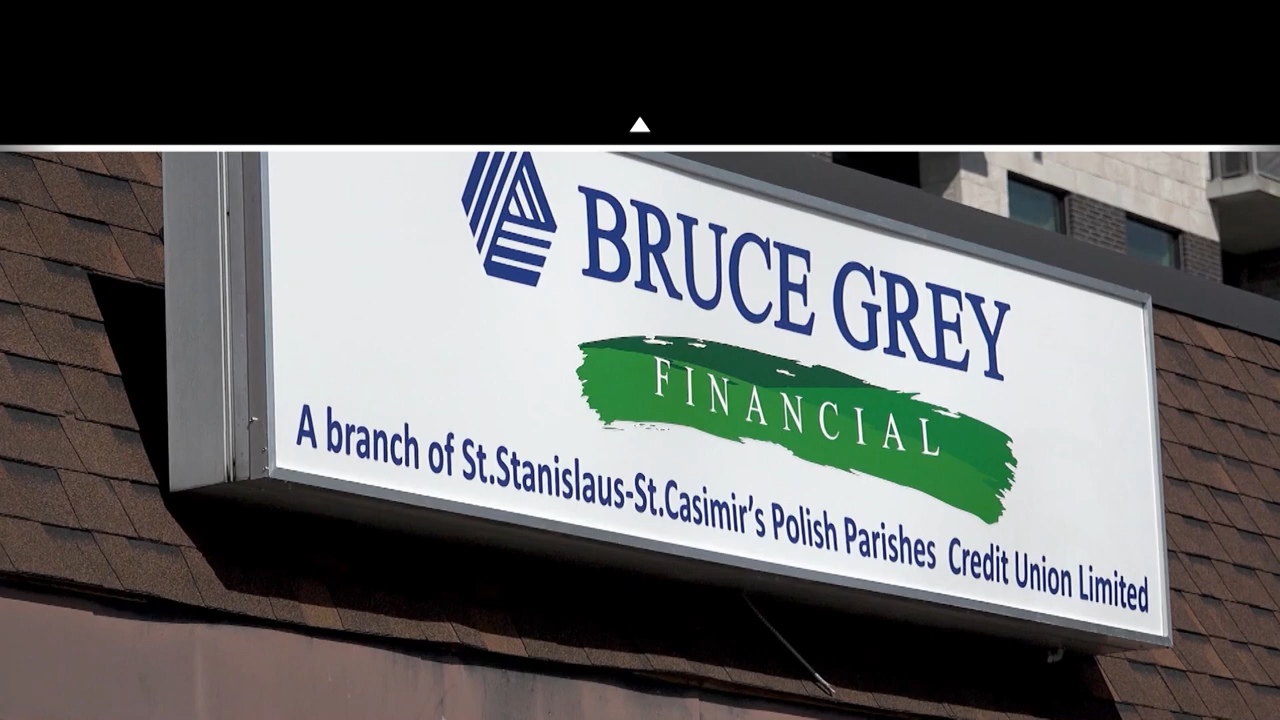 BRUCE GREY
FINANCIAL
A branch of St.Stanislaus-St.Casimir's Polish Parishes Credit Union Limited